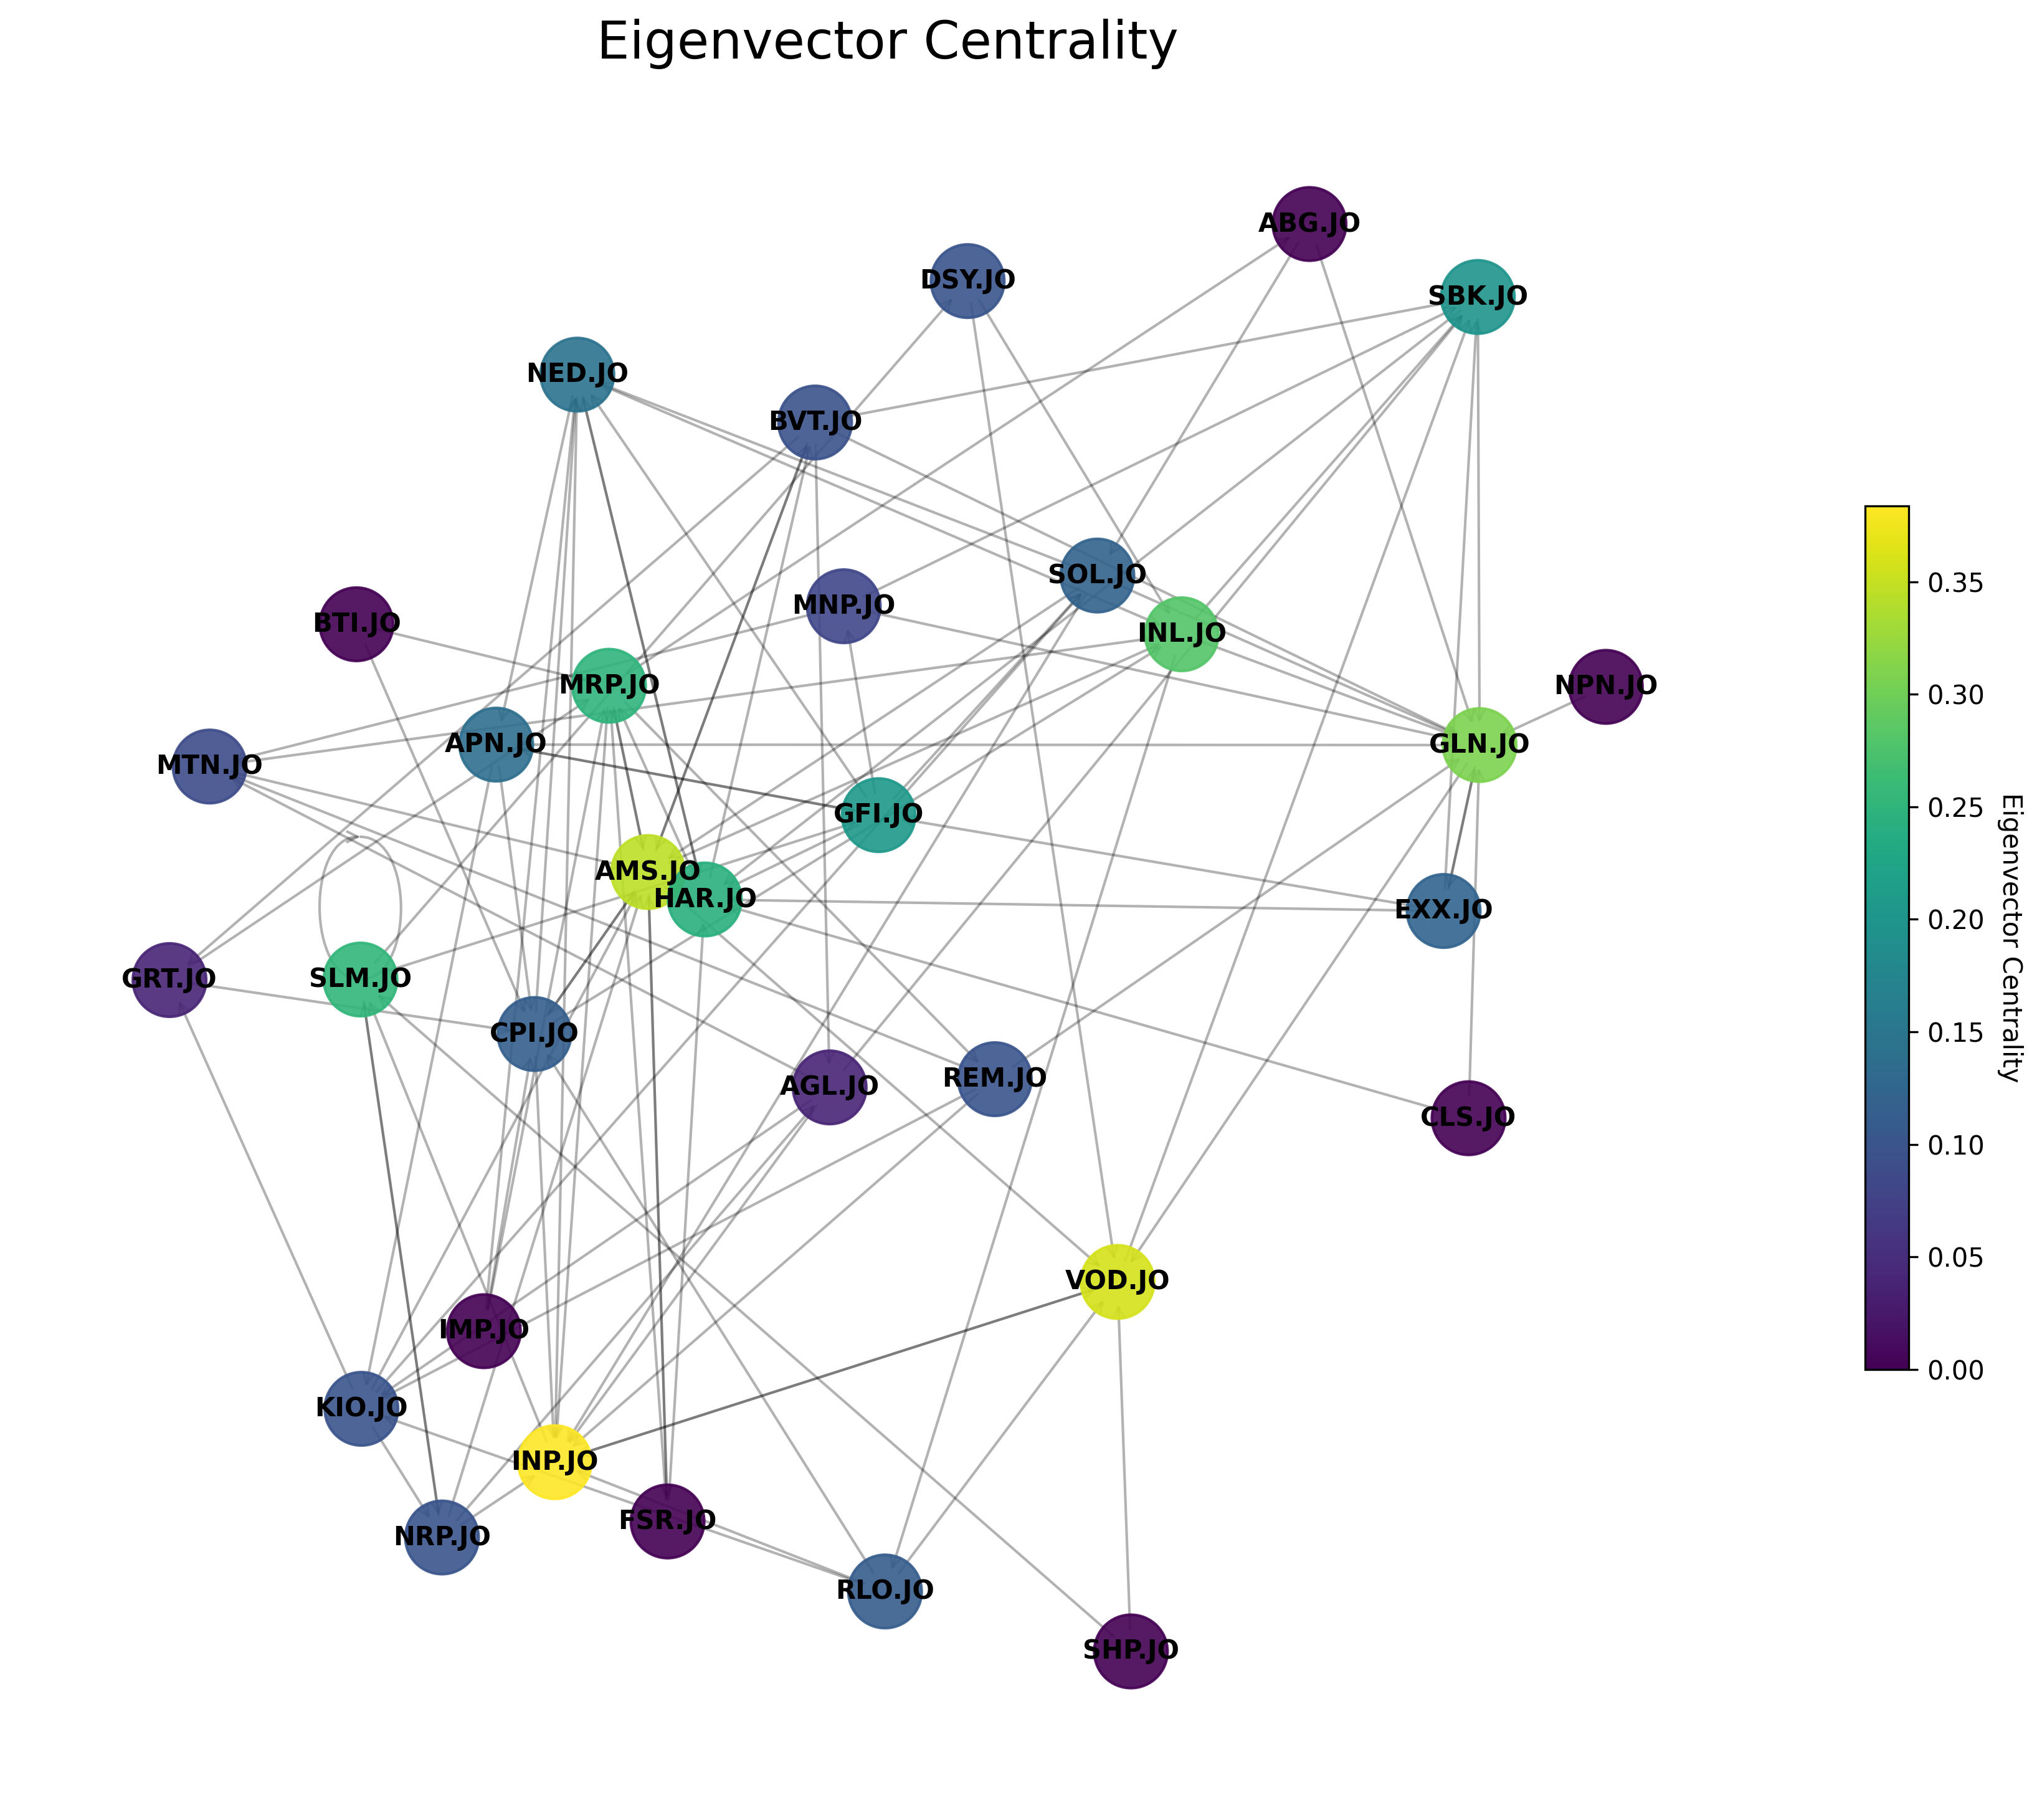 Eigenvector Centrality
ABG.JO
DSY.JO
SBK.JO
NED.JO
BVT.JO
SOL.JO
MNP.JO
BTI.JO
INL.JO
MRP.JO
NPN.JO
APN.JO
GLN.JO
MTN.JO
GFI.JO
AMS.JO
HAR.JO
EXX.JO
GRT.JO
SLM.JO
CPI.JO
REM.JO
AGL.JO
CLS.JO
VOD.JO
IMP.JO
KIO.JO
INP.JO
FSR.JO
NRP.JO
RLO.JO
SHP.JO
0.35
0.30
0.25
0.20
0.15
0.10
0.05
0.00
Eigenvector Centrality